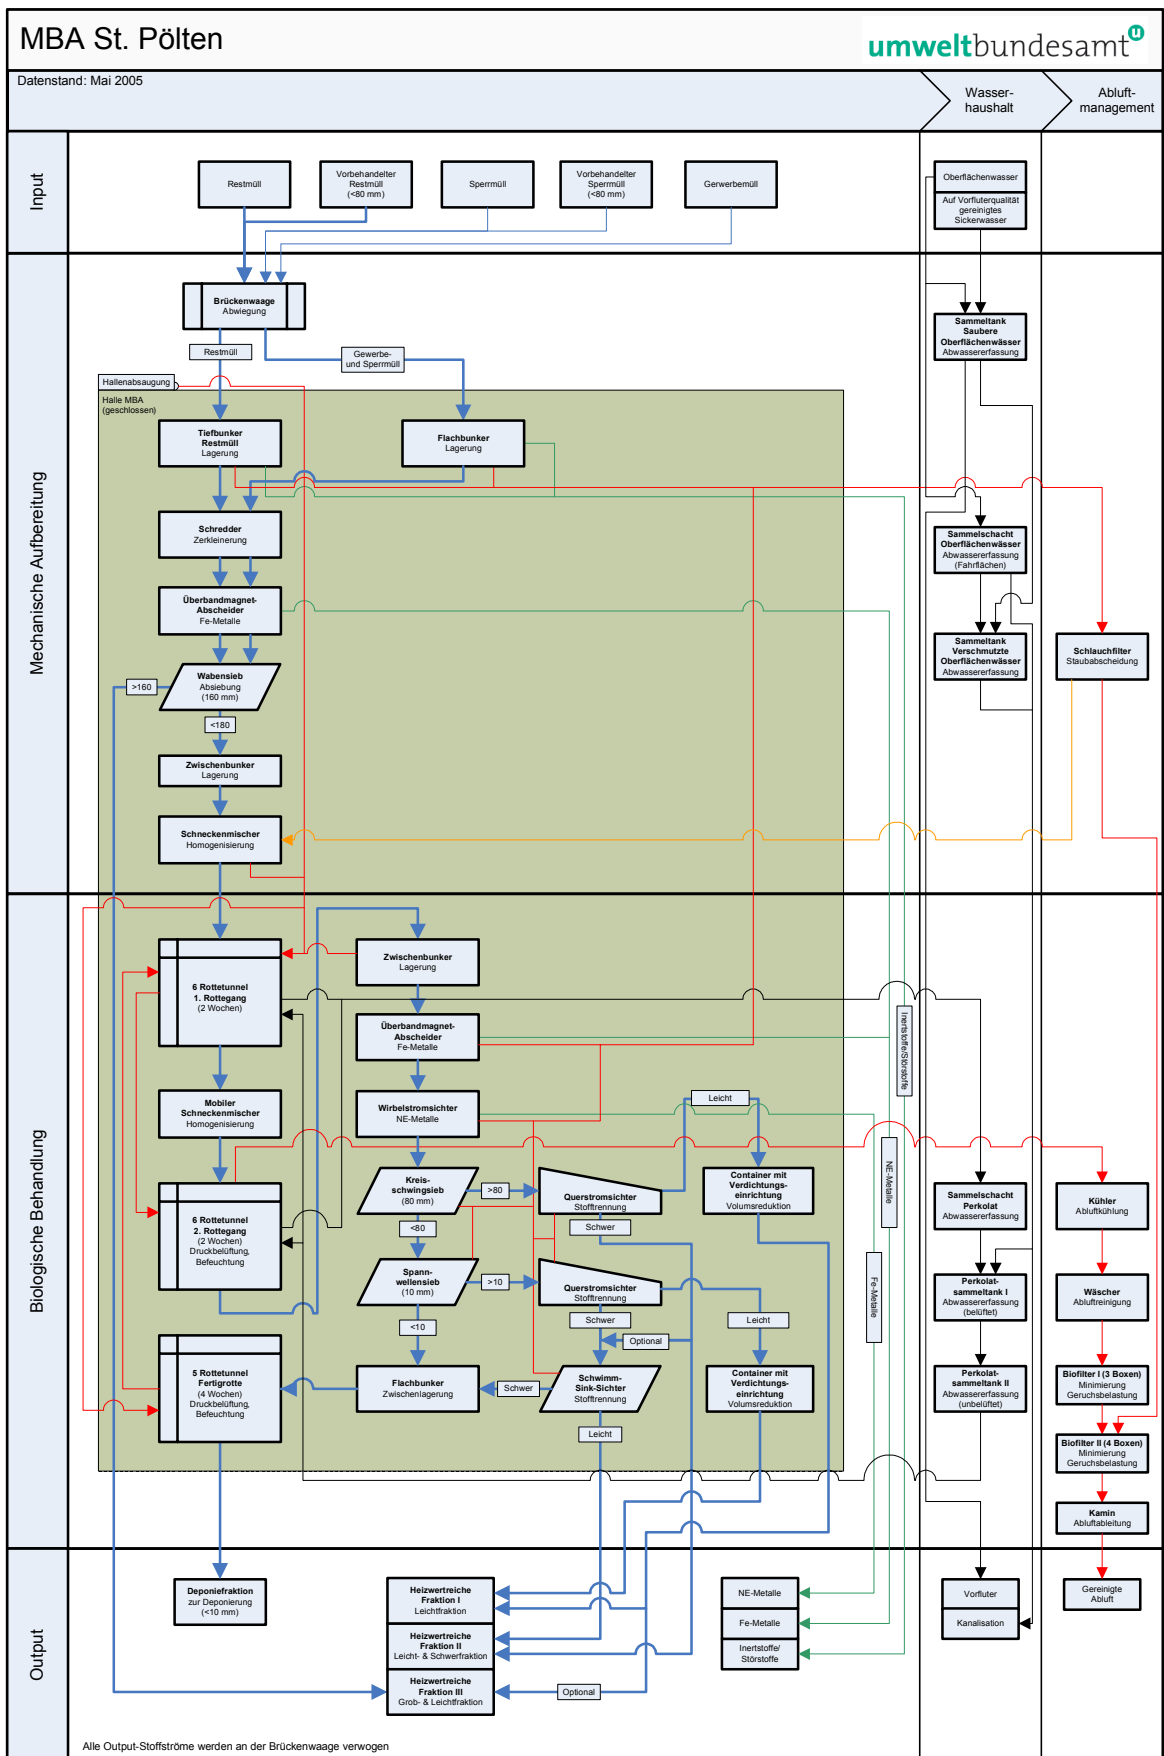 MBA St. Pölten
umweltbundesamt
Datenstand: Mai 2005
Wasser-
haushalt
Abluft-
management
Input
Restmüll
Vorbehandelter
Restmüll
(<80 mm)
Sperrmüll
Vorbehandelter
Sperrmüll
(<80 mm)
Gerwerbemüll
Oberflächenwasser
Auf Vorfluterqualität
gereinigtes
Sickerwasser
Mechanische Aufbereitung
Brückenwaage
Abwiegung
Restmüll
Gewerbe-
und Sperrmüll
Sammeltank
Saubere
Oberflächenwässer
Abwassererfassung
Hallenabsaugung
Halle MBA
(geschlossen)
Tiefbunker
Restmüll
Lagerung
Flachbunker
Lagerung
Schredder
Zerkleinerung
Sammelschacht
Oberflächenwässer
Abwassererfassung
(Fahrflächen)
Überbandmagnet-
Abscheider
Fe-Metalle
Sammeltank
Verschmutzte
Oberflächenwässer
Abwassererfassung
Schlauchfilter
Staubabscheidung
Wabensieb
Absiebung
(160 mm)
>160
<180
Zwischenbunker
Lagerung
Schneckenmischer
Homogenisierung
Biologische Behandlung
6 Rottetunnel
1. Rottegang
(2 Wochen)
Zwischenbunker
Lagerung
Überbandmagnet-
Abscheider
Fe-Metalle
Inertstoffe/Störstoffe
Mobiler
Schneckenmischer
Homogenisierung
Wirbelstromsichter
NE-Metalle
Leicht
NE-Metalle
Kreis-
schwingsieb
(80 mm)
>80
Querstromsichter
Stofftrennung
Container mit
Verdichtungs-
einrichtung
Volumsreduktion
Sammelschacht
Perkolat
Abwassererfassung
Kühler
Abluftkühlung
6 Rottetunnel
2. Rottegang
(2 Wochen)
Druckbelüftung,
Befeuchtung
<80
Schwer
Fe-Metalle
Spann-
wellensieb
(10 mm)
>10
Querstromsichter
Stofftrennung
Perkolat-
sammeltank I
Abwassererfassung
(belüftet)
Wäscher
Abluftreinigung
<10
Schwer
Leicht
Optional
5 Rottetunnel
Fertigrotte
(4 Wochen)
Druckbelüftung,
Befeuchtung
Flachbunker
Zwischenlagerung
Schwer
Schwimm-
Sink-Sichter
Stofftrennung
Container mit
Verdichtungs-
einrichtung
Volumsreduktion
Perkolat-
sammeltank II
Abwassererfassung
(unbelüftet)
Biofilter I (3 Boxen)
Minimierung
Geruchsbelastung
Leicht
Biofilter II (4 Boxen)
Minimierung
Geruchsbelastung
Kamin
Abluftableitung
Output
Deponiefraktion
zur Deponierung
(<10 mm)
Heizwertreiche
Fraktion I
Leichtfraktion
Heizwertreiche
Fraktion II
Leicht- & Schwerfraktion
Heizwertreiche
Fraktion III
Grob- & Leichtfraktion
Optional
NE-Metalle
Fe-Metalle
Inertstoffe/
Störstoffe
Vorfluter
Kanalisation
Gereinigte
Abluft
Alle Output-Stoffströme werden an der Brückenwaage verwogen